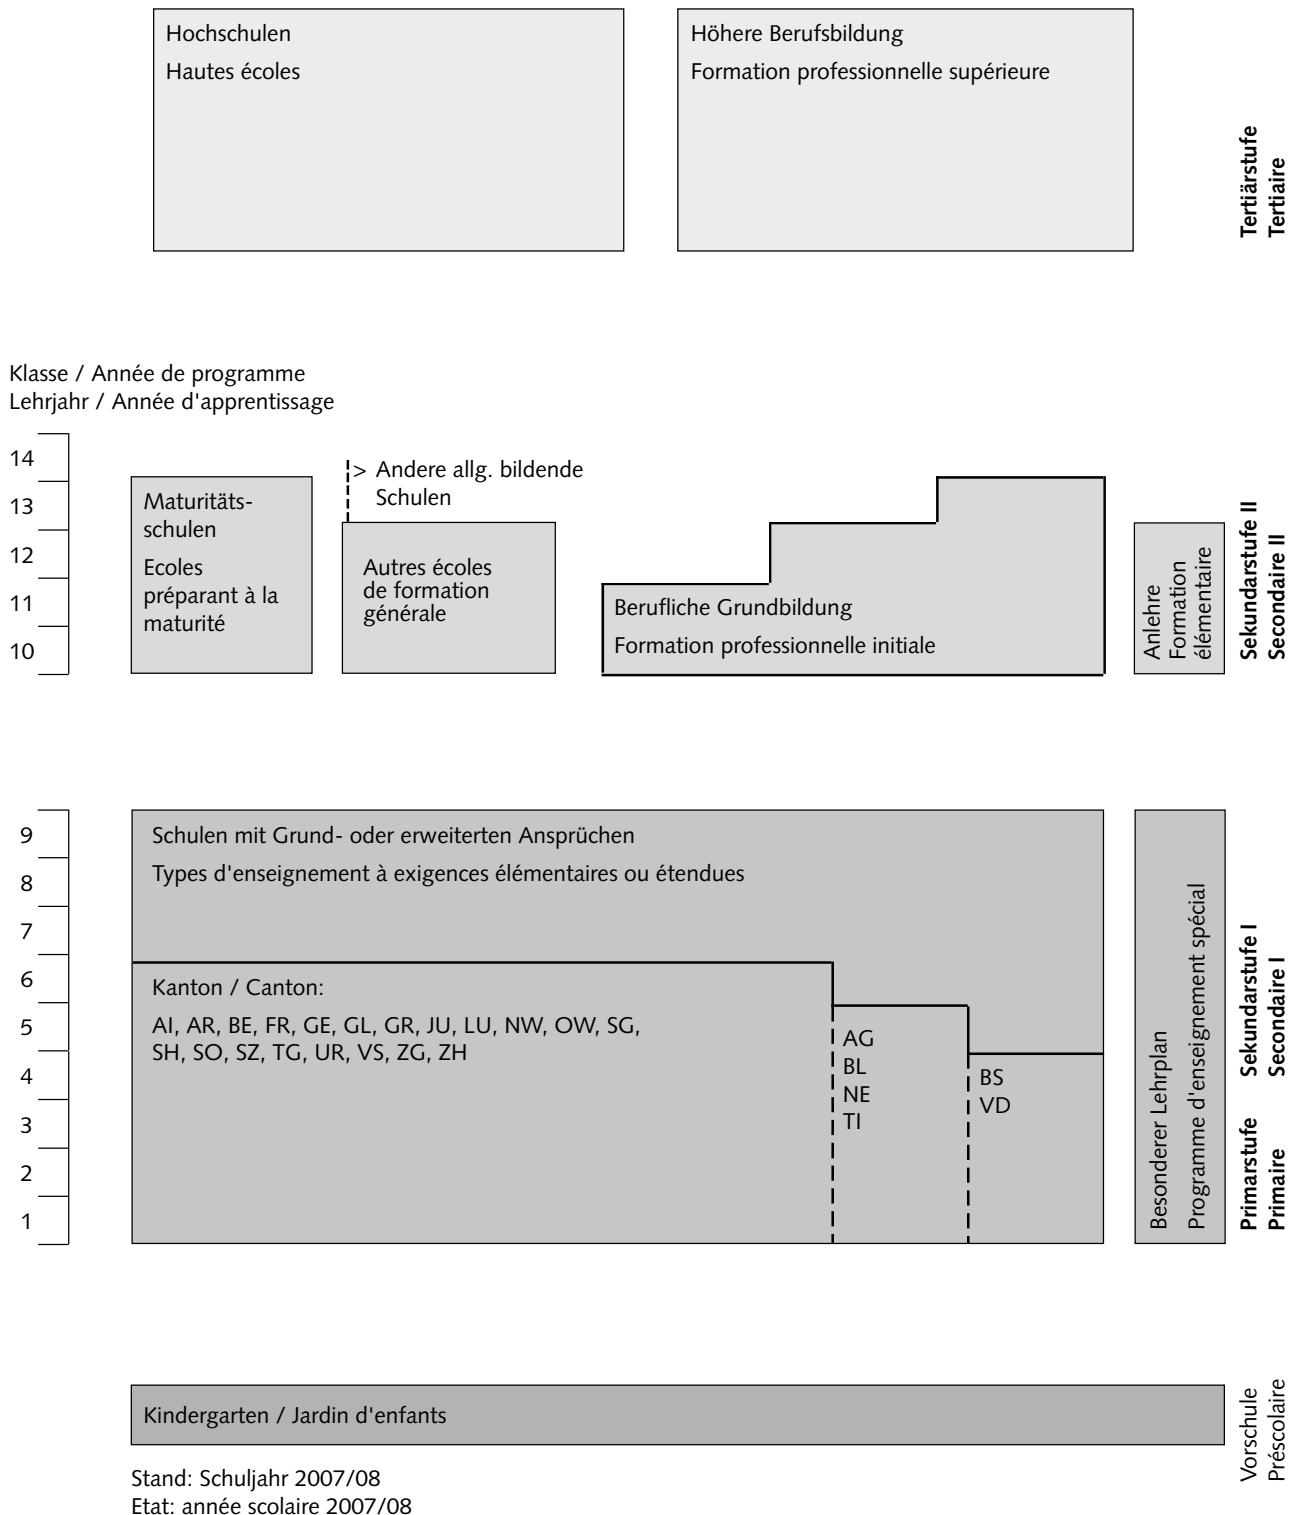 Hochschulen
Hautes écoles
Höhere Berufsbildung
Formation professionnelle supérieure
Tertiärstufe
Tertiaire
Klasse / Année de programme
Lehrjahr / Année d'apprentissage
14
13
12
11
10
Maturitäts-
schulen
Ecoles
préparant à la
maturité
> Andere allg. bildende
Schulen
Autres écoles
de formation
générale
Berufliche Grundbildung
Formation professionnelle initiale
Anlehre
Formation
élémentaire
Sekundarstufe II
Secondaire II
9
8
7
6
5
4
3
2
1
Schulen mit Grund- oder erweiterten Ansprüchen
Types d'enseignement à exigences élémentaires ou étendues
Kanton / Canton:
AI, AR, BE, FR, GE, GL, GR, JU, LU, NW, OW, SG,
SH, SO, SZ, TG, UR, VS, ZG, ZH
AG
BL
NE
TI
BS
VD
Besonderer Lehrplan
Programme d'enseignement spécial
Sekundarstufe I
Secondaire I
Primarstufe
Primaire
Kindergarten / Jardin d'enfants
Vorschule
Préscolaire
Stand: Schuljahr 2007/08
Etat: année scolaire 2007/08